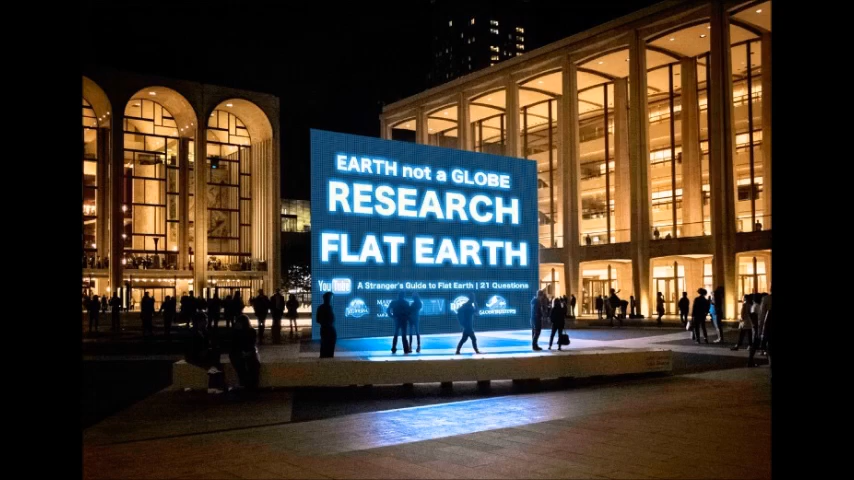 EARTH not a GLOBE
RESEARCH
FLAT EARTH
YouTube A Stranger's Guide to Flat Earth | 21 Questions